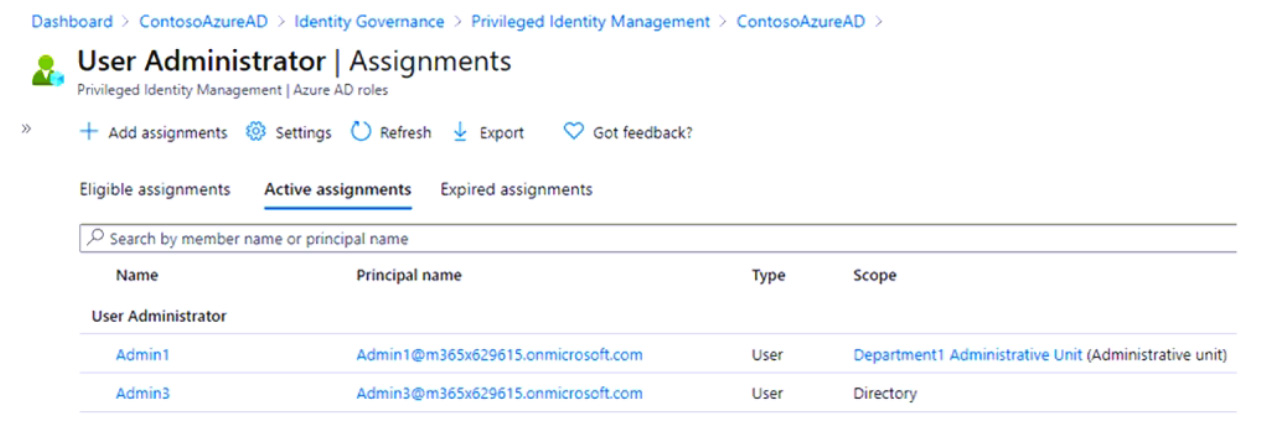 Dashboard > ContosoAzureAD > Identity Governance > Privileged Identity Management > ContosoAzureAD >
User Administrator | Assignments
Privileged Identity Management | Azure AD roles
» + Add assignments Settings Refresh Export Got feedback?
Eligible assignments Active assignments Expired assignments
Search by member name or principal name
Name Principal name Type Scope
User Administrator
Admin1 Admin1@m365x629615.onmicrosoft.com User Department1 Administrative Unit (Administrative unit)
Admin3 Admin3@m365x629615.onmicrosoft.com User Directory